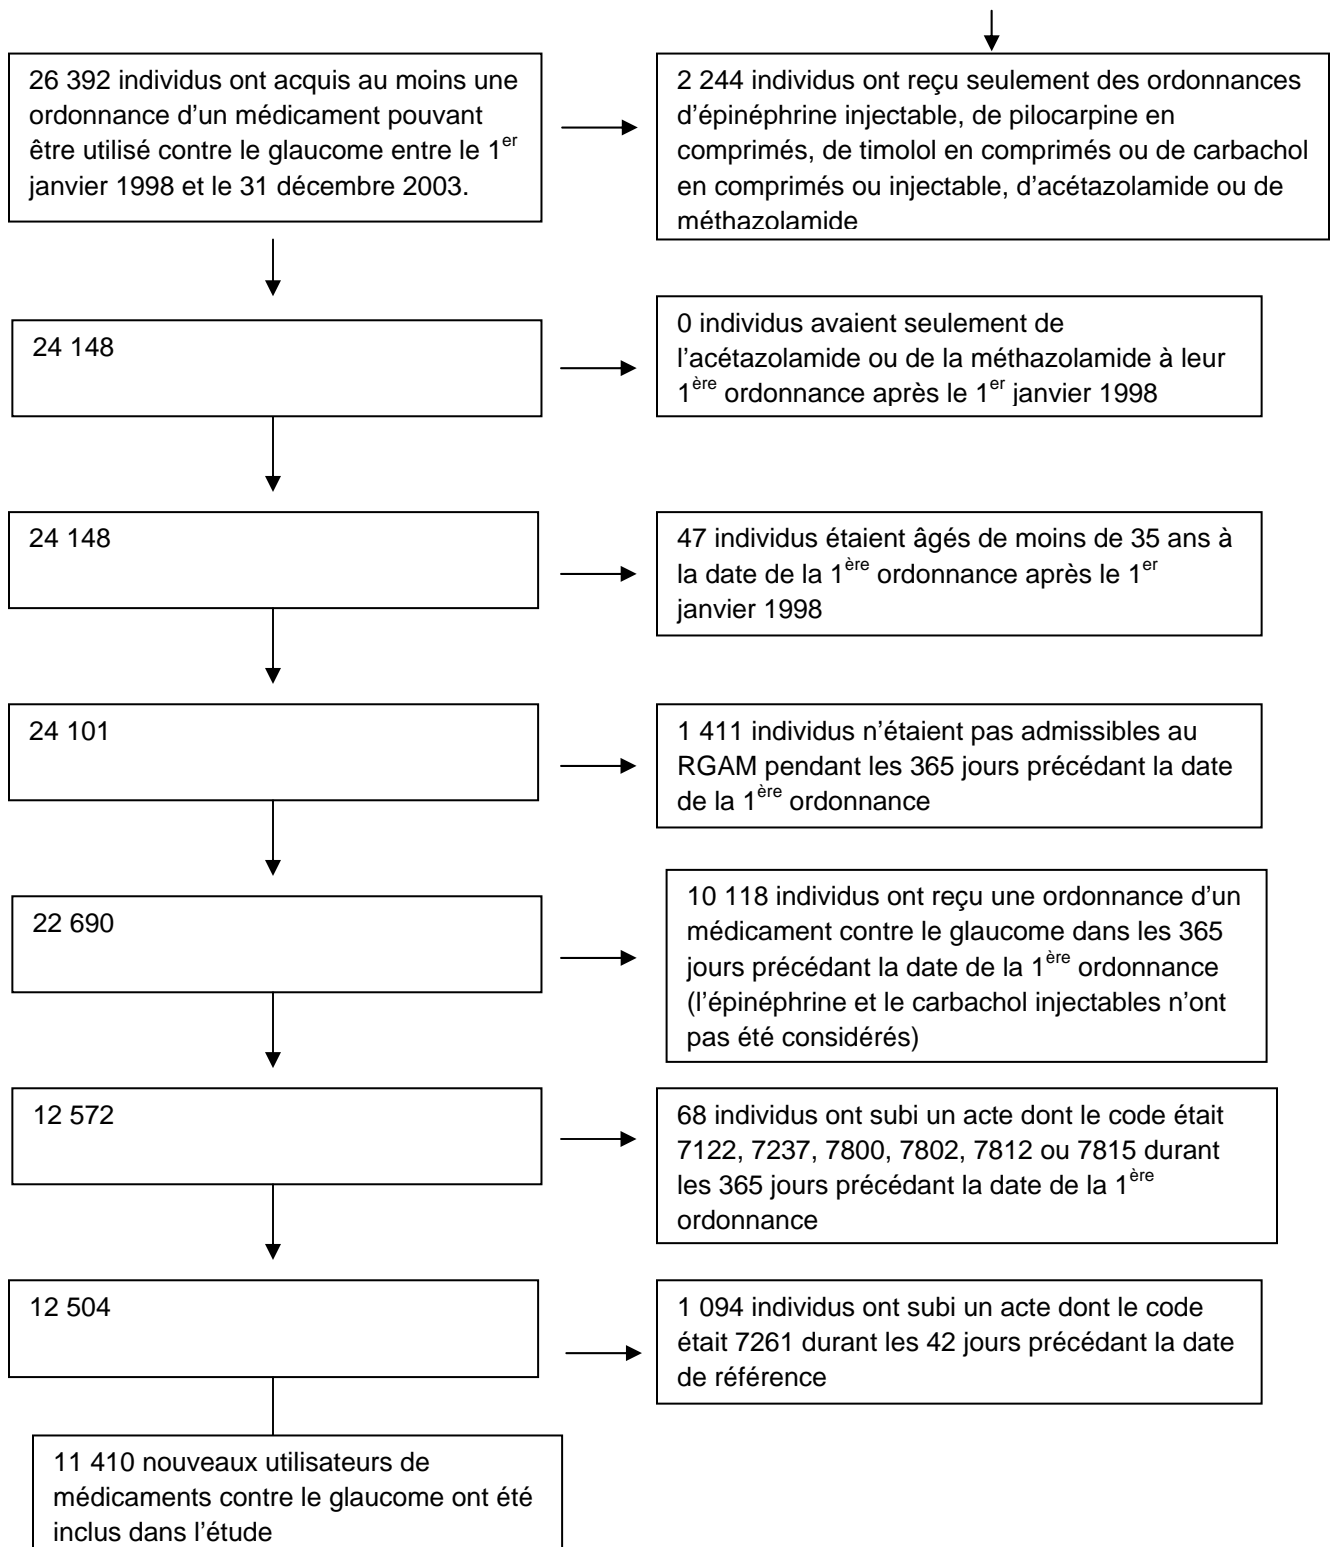 26 392 individus ont acquis au moins une
ordonnance d'un médicament pouvant
être utilisé contre le glaucome entre le 1er
janvier 1998 et le 31 décembre 2003.
2 244 individus ont reçu seulement des ordonnances
d'épinéphrine injectable, de pilocarpine en
comprimés, de timolol en comprimés ou de carbachol
en comprimés ou injectable, d'acétazolamide ou de
méthazolamide
24 148
0 individus avaient seulement de
l'acétazolamide ou de la méthazolamide à leur
1ère ordonnance après le 1er janvier 1998
24 148
47 individus étaient âgés de moins de 35 ans à
la date de la 1ère ordonnance après le 1er
janvier 1998
24 101
1 411 individus n'étaient pas admissibles au
RGAM pendant les 365 jours précédant la date
de la 1ère ordonnance
22 690
10 118 individus ont reçu une ordonnance d'un
médicament contre le glaucome dans les 365
jours précédant la date de la 1ère ordonnance
(l'épinéphrine et le carbachol injectables n'ont
pas été considérés)
12 572
68 individus ont subi un acte dont le code était
7122, 7237, 7800, 7802, 7812 ou 7815 durant
les 365 jours précédant la date de la 1ère
ordonnance
12 504
1 094 individus ont subi un acte dont le code
était 7261 durant les 42 jours précédant la date
de référence
11 410 nouveaux utilisateurs de
médicaments contre le glaucome ont été
inclus dans l'étude